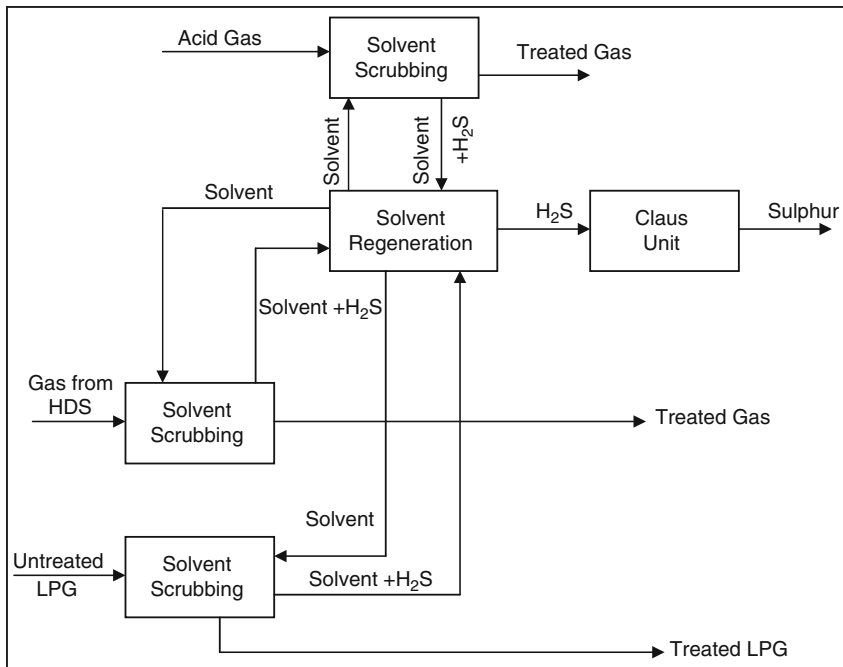 Acid Gas
Solvent
Scrubbing
Treated Gas
Solvent
Solvent
+H₂S
Solvent
Solvent
Regeneration
H₂S
Claus
Unit
Sulphur
Solvent +H₂S
Gas from
HDS
Solvent
Scrubbing
Treated Gas
Solvent
Untreated
LPG
Solvent
Scrubbing
Solvent +H₂S
Treated LPG